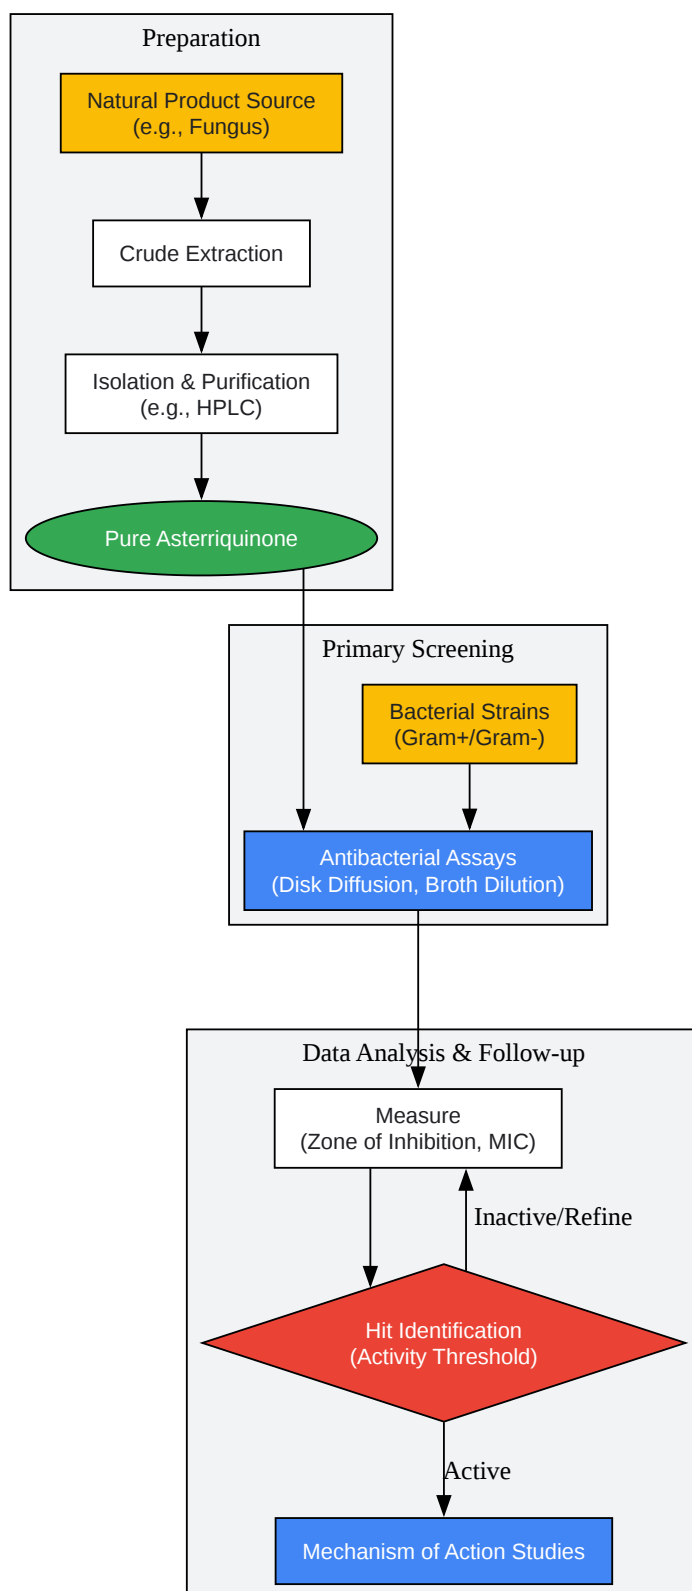 Preparation
Natural Product Source
(e.g., Fungus)
Crude Extraction
Isolation & Purification
(e.g., HPLC)
Pure Asterriquinone
Primary Screening
Bacterial Strains
(Gram+/Gram-)
Antibacterial Assays
(Disk Diffusion, Broth Dilution)
Data Analysis & Follow-up
Measure
(Zone of Inhibition, MIC)
Inactive/Refine
Hit Identification
(Activity Threshold)
Active
Mechanism of Action Studies